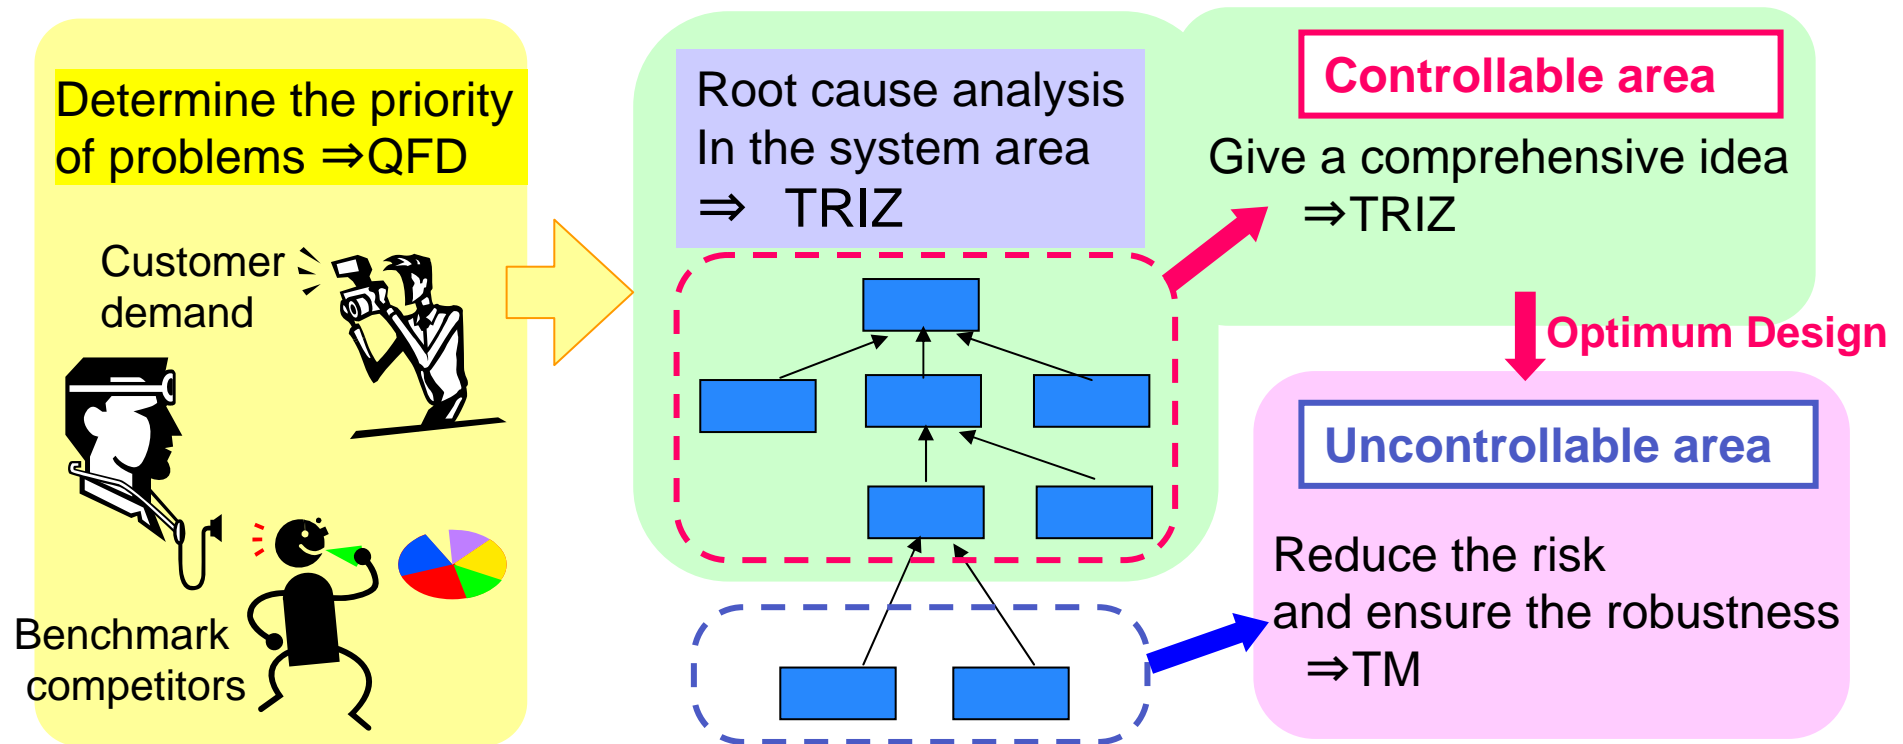 Determine the priority
of problems ⇒QFD
Customer
demand
Benchmark
competitors
Root cause analysis
In the system area
⇒ TRIZ
Controllable area
Give a comprehensive idea
⇒TRIZ
Optimum Design
Uncontrollable area
Reduce the risk
and ensure the robustness
⇒TM